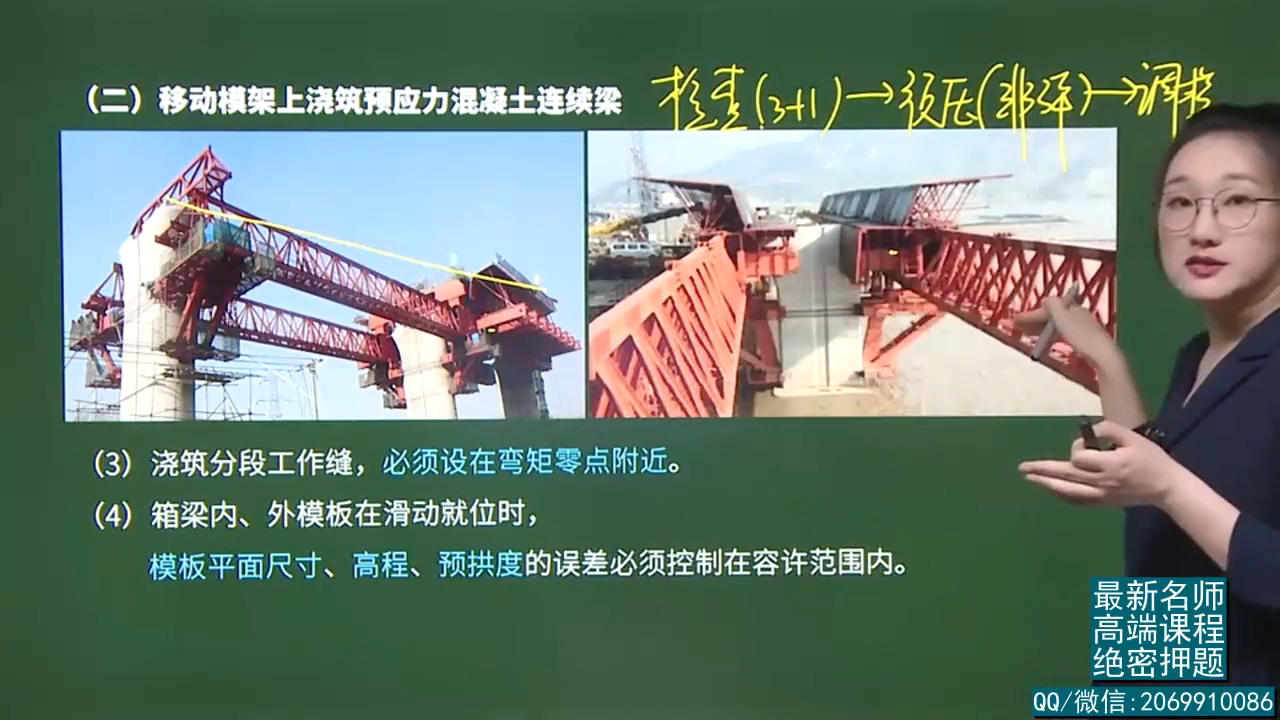 （二）移动模架上浇筑预应力混凝土连续梁
检查(3+1)→预压(非弹)→调
（3）浇筑分段工作缝，必须设在弯矩零点附近。
（4）箱梁内、外模板在滑动就位时，
模板平面尺寸、高程、预拱度的误差必须控制在容许范围内。
最新名师
高端课程
绝密押题
QQ/微信:2069910086